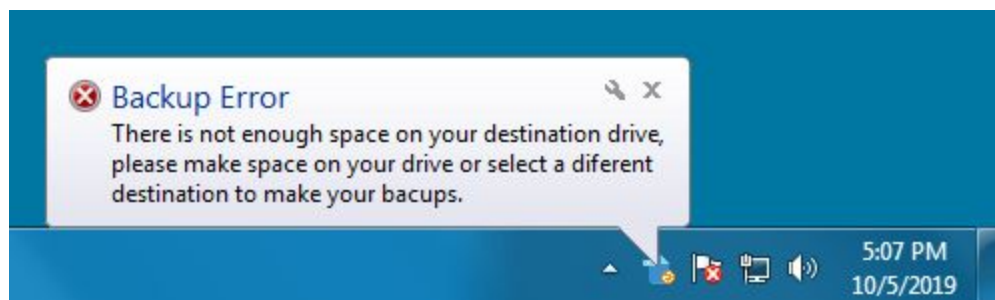 Backup Error
There is not enough space on your destination drive,
please make space on your drive or select a diferent
destination to make your bacups.
5:07 PM
10/5/2019